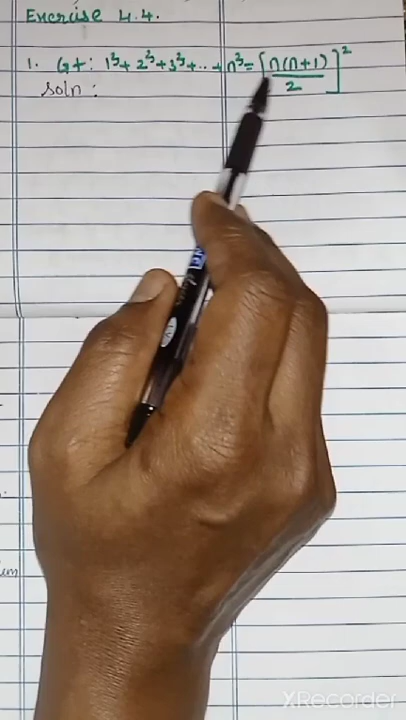 Exercise 4.4.
1. GT: 1³+2³+3³+..+n³=[n(n+1)/2]²
Soln:
XRecorder